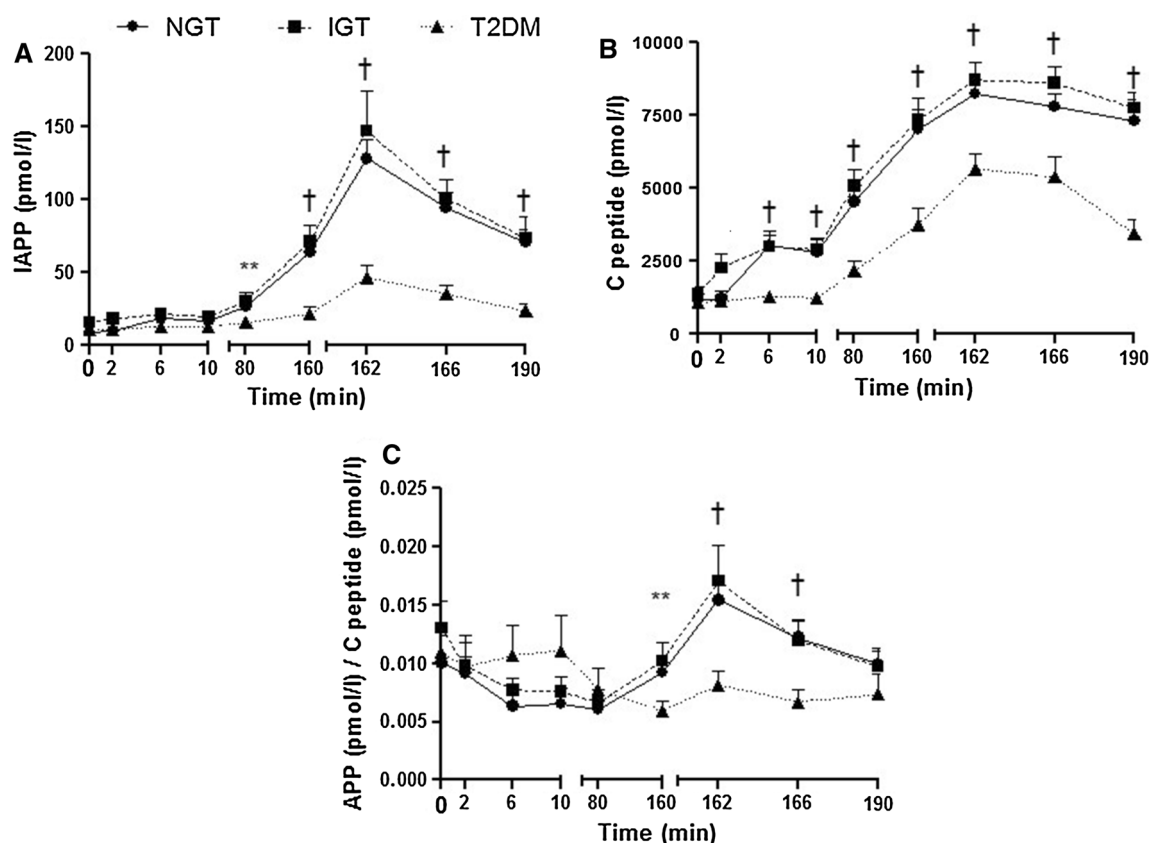 NGT IGT T2DM
A
200
150
100
50
0
IAPP (pmol/l)
†
†
†
†
**
0 2 6 10 80 160 162 166 190
Time (min)
B
10000
7500
5000
2500
0
C peptide (pmol/l)
† † † † † † † †
0 2 6 10 80 160 162 166 190
Time (min)
C
0.025
0.020
0.015
0.010
0.005
0.000
APP (pmol/l) / C peptide (pmol/l)
†
†
**
0 2 6 10 80 160 162 166 190
Time (min)